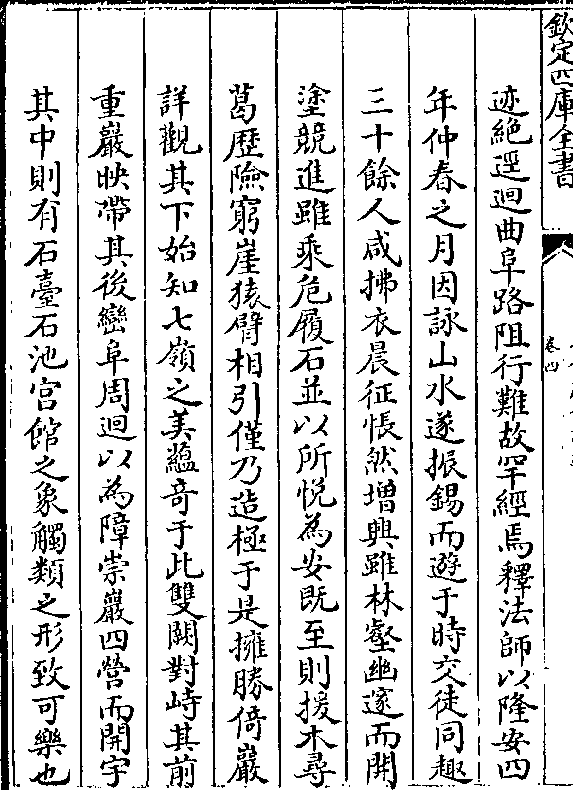 欽定四庫全書
卷四
迹絶逕迴曲阜路阻行難故罕經焉釋法師以隆安四
年仲春之月因詠山水遂振錫而遊于時交徒同趣
三十餘人咸拂衣晨征悵然增興雖林壑幽邃而開
塗競進雖乘危履石並以所悅為安既至則援木尋
葛歷險窮崖猿臂相引僅乃造極于是擁勝倚巖
詳觀其下始知七嶺之美藴竒于此雙闕對峙其前
重巖映帶其後巒阜周迴以為障崇巖四營而開宇
其中則有石臺石池宫館之象觸類之形致可樂也